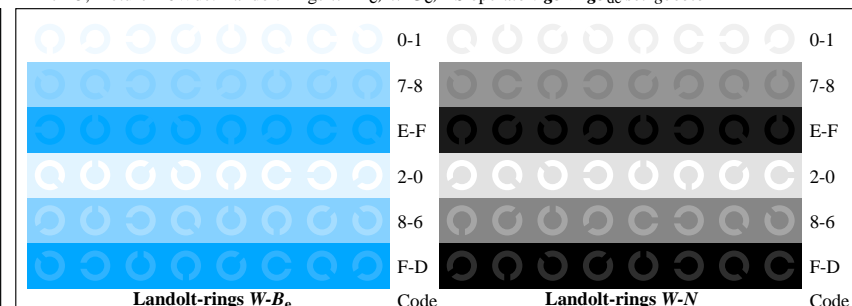 0-1 0-1
7-8 7-8
E-F E-F
2-0 2-0
8-6 8-6
F-D F-D
Landolt-rings W-Be Code Landolt-rings W-N Code